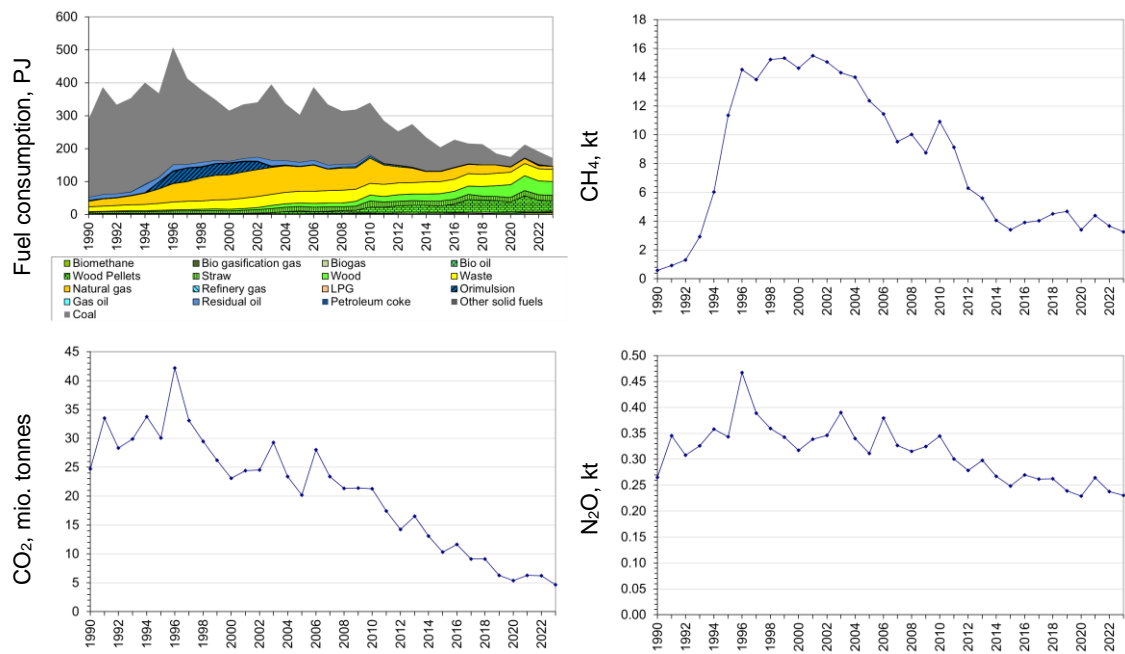 Fuel consumption, PJ
600
500
400
300
200
100
0
1990 1992 1994 1996 1998 2000 2002 2004 2006 2008 2010 2012 2014 2016 2018 2020 2022
Biomethane Bio gasification gas Biogas Bio oil
Wood Pellets Straw Wood Waste
Natural gas Refinery gas LPG Orimulsion
Gas oil Residual oil Petroleum coke Other solid fuels
Coal
CH₄, kt
18
16
14
12
10
8
6
4
2
0
1990 1992 1994 1996 1998 2000 2002 2004 2006 2008 2010 2012 2014 2016 2018 2020 2022
CO₂, mio. tonnes
45
40
35
30
25
20
15
10
5
0
1990 1992 1994 1996 1998 2000 2002 2004 2006 2008 2010 2012 2014 2016 2018 2020 2022
N₂O, kt
0.50
0.45
0.40
0.35
0.30
0.25
0.20
0.15
0.10
0.05
0.00
1990 1992 1994 1996 1998 2000 2002 2004 2006 2008 2010 2012 2014 2016 2018 2020 2022